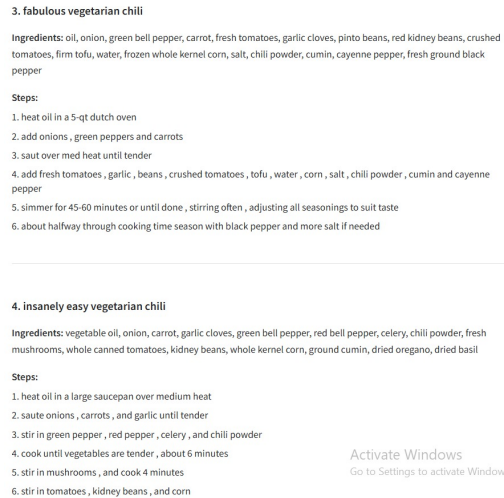 3. fabulous vegetarian chili
Ingredients: oil, onion, green bell pepper, carrot, fresh tomatoes, garlic cloves, pinto beans, red kidney beans, crushed
tomatoes, firm tofu, water, frozen whole kernel corn, salt, chili powder, cumin, cayenne pepper, fresh ground black
pepper
Steps:
1. heat oil in a 5-qt dutch oven
2. add onions , green peppers and carrots
3. saut over med heat until tender
4. add fresh tomatoes , garlic , beans , crushed tomatoes , tofu , water , corn , salt , chili powder , cumin and cayenne
pepper
5. simmer for 45-60 minutes or until done , stirring often , adjusting all seasonings to suit taste
6. about halfway through cooking time season with black pepper and more salt if needed
4. insanely easy vegetarian chili
Ingredients: vegetable oil, onion, carrot, garlic cloves, green bell pepper, red bell pepper, celery, chili powder, fresh
mushrooms, whole canned tomatoes, kidney beans, whole kernel corn, ground cumin, dried oregano, dried basil
Steps:
1. heat oil in a large saucepan over medium heat
2. saute onions , carrots , and garlic until tender
3. stir in green pepper , red pepper , celery , and chili powder
4. cook until vegetables are tender , about 6 minutes
5. stir in mushrooms , and cook 4 minutes
6. stir in tomatoes , kidney beans , and corn
Activate Windows
Go to Settings to activate Window